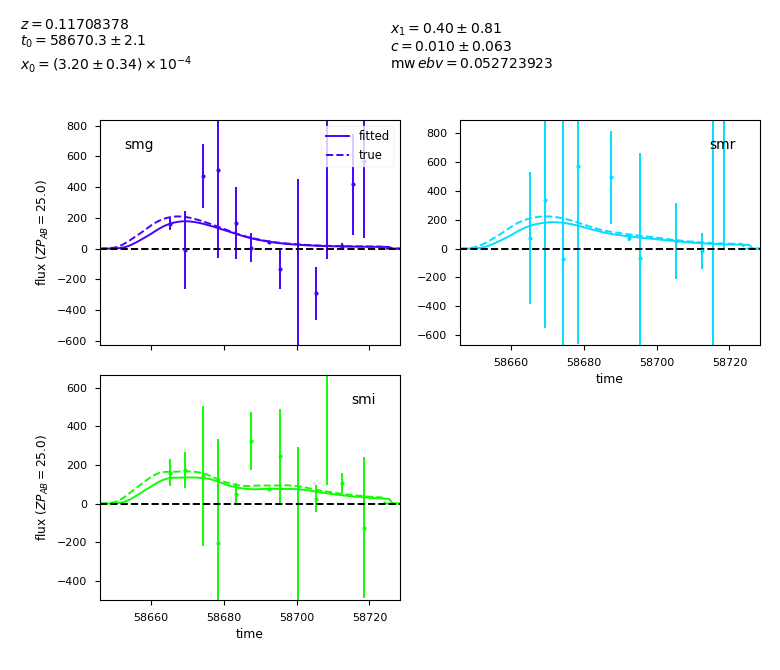 z = 0.11708378
t₀ = 58670.3 ± 2.1
x₀ = (3.20 ± 0.34) × 10⁻⁴
x₁ = 0.40 ± 0.81
c = 0.010 ± 0.063
mw ebv = 0.052723923
smg
fitted
true
flux (ZP_AB = 25.0)
800
600
400
200
0
−200
−400
−600
smr
800
600
400
200
0
−200
−400
−600
58660 58680 58700 58720
time
smi
flux (ZP_AB = 25.0)
600
400
200
0
−200
−400
58660 58680 58700 58720
time